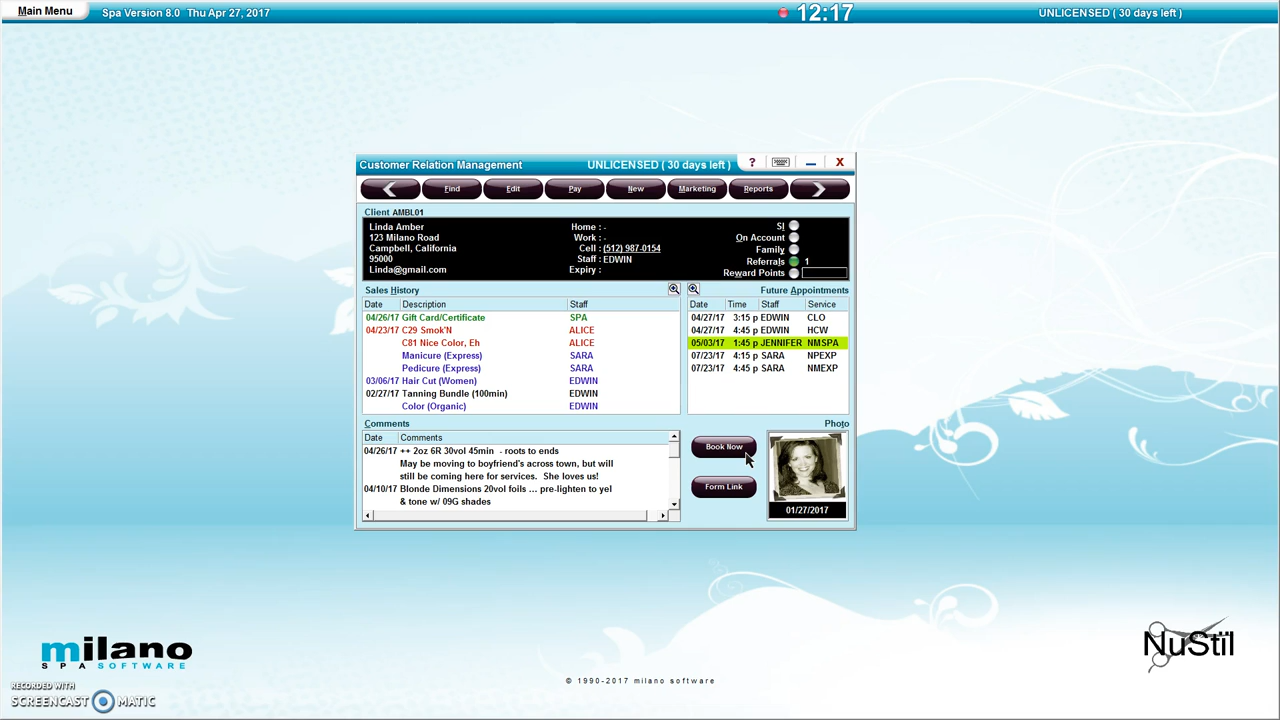 Main Menu Spa Version 8.0 Thu Apr 27, 2017 12:17 UNLICENSED ( 30 days left )
Customer Relation Management UNLICENSED ( 30 days left ) ? X
Find Edit Pay New Marketing Reports
Client AMBL01
Linda Amber Home : - SI
123 Milano Road Work : - On Account
Campbell, California Cell : (512) 987-0154 Family
95000 Staff : EDWIN Referrals 1
Linda@gmail.com Expiry : Reward Points
Sales History Future Appointments
Date Description Staff Date Time Staff Service
04/26/17 Gift Card/Certificate SPA 04/27/17 3:15 p EDWIN CLO
04/23/17 C29 Smok'N ALICE 04/27/17 4:45 p EDWIN HCW
C81 Nice Color, Eh ALICE 05/03/17 1:45 p JENNIFER NMSPA
Manicure (Express) SARA 07/23/17 4:15 p SARA NPEXP
Pedicure (Express) SARA 07/23/17 4:45 p SARA NMEXP
03/06/17 Hair Cut (Women) EDWIN
02/27/17 Tanning Bundle (100min) EDWIN
Color (Organic) EDWIN
Comments Photo
Date Comments
04/26/17 ++ 2oz 6R 30vol 45min - roots to ends
May be moving to boyfriend's across town, but will
still be coming here for services. She loves us!
04/10/17 Blonde Dimensions 20vol foils ... pre-lighten to yel
& tone w/ 09G shades
Book Now
Form Link
01/27/2017
milano
SPA SOFTWARE
NuStil
© 1990-2017 milano software
RECORDED WITH
SCREENCAST MATIC